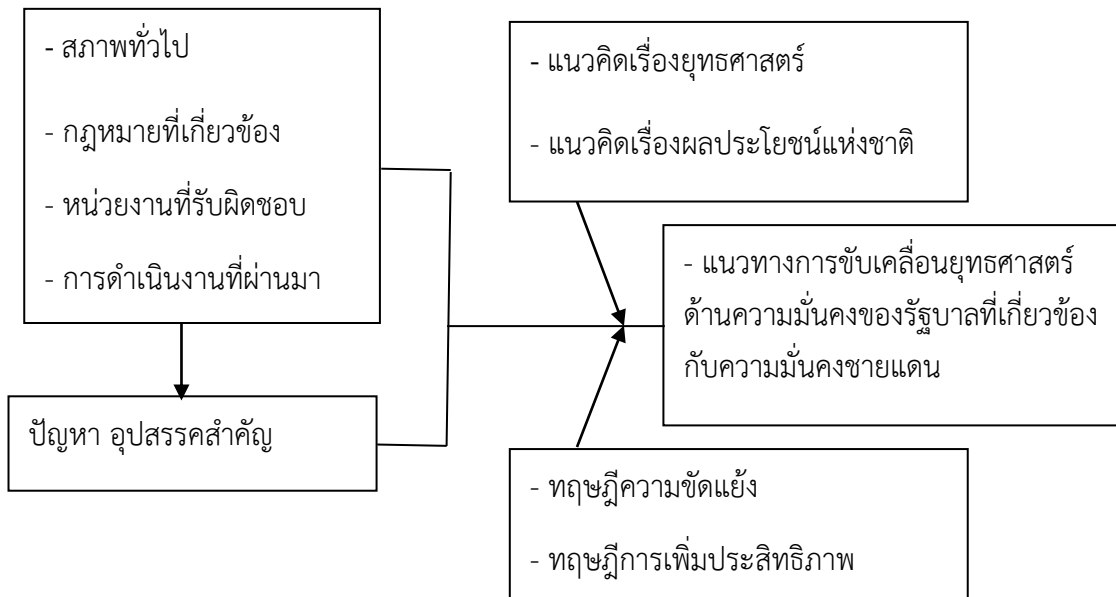 - สภาพทั่วไป
- กฎหมายที่เกี่ยวข้อง
- หน่วยงานที่รับผิดชอบ
- การดำเนินงานที่ผ่านมา
ปัญหา อุปสรรคสำคัญ
- แนวคิดเรื่องยุทธศาสตร์
- แนวคิดเรื่องผลประโยชน์แห่งชาติ
- แนวทางการขับเคลื่อนยุทธศาสตร์
ด้านความมั่นคงของรัฐบาลที่เกี่ยวข้อง
กับความมั่นคงชายแดน
- ทฤษฎีความขัดแย้ง
- ทฤษฎีการเพิ่มประสิทธิภาพ